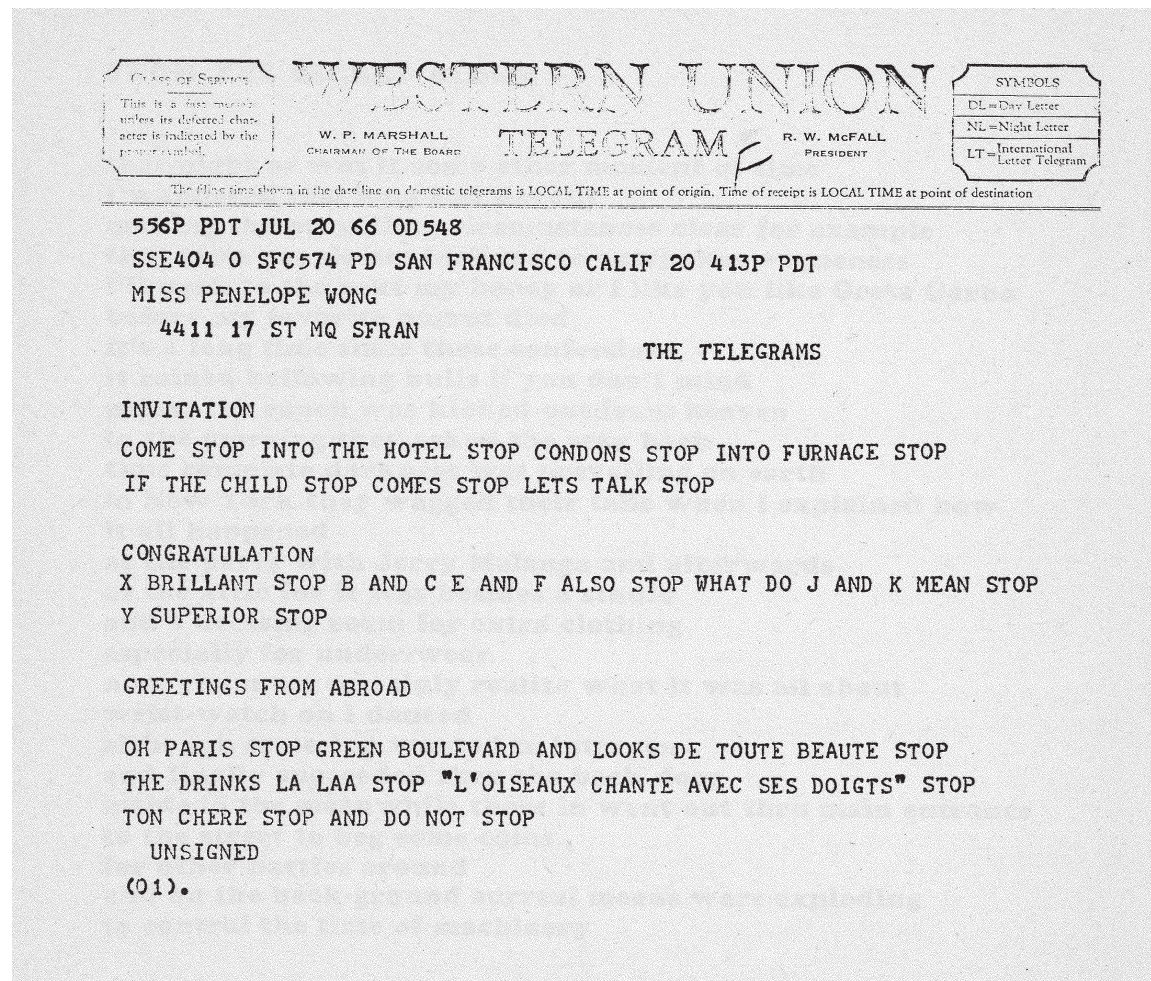 CLASS OF SERVICE
This is a fast message
unless its deferred char-
acter is indicated by the
proper symbol.
WESTERN UNION
TELEGRAM
W. P. MARSHALL
CHAIRMAN OF THE BOARD
R. W. McFALL
PRESIDENT
SYMBOLS
DL=Day Letter
NL=Night Letter
LT=International Letter Telegram
The filing time shown in the date line on domestic telegrams is LOCAL TIME at point of origin. Time of receipt is LOCAL TIME at point of destination
556P PDT JUL 20 66 OD548
SSE404 O SFC574 PD SAN FRANCISCO CALIF 20 413P PDT
MISS PENELOPE WONG
4411 17 ST MQ SFRAN
THE TELEGRAMS
INVITATION
COME STOP INTO THE HOTEL STOP CONDONS STOP INTO FURNACE STOP
IF THE CHILD STOP COMES STOP LETS TALK STOP
CONGRATULATION
X BRILLANT STOP B AND C E AND F ALSO STOP WHAT DO J AND K MEAN STOP
Y SUPERIOR STOP
GREETINGS FROM ABROAD
OH PARIS STOP GREEN BOULEVARD AND LOOKS DE TOUTE BEAUTE STOP
THE DRINKS LA LAA STOP "L'OISEAUX CHANTE AVEC SES DOIGTS" STOP
TON CHERE STOP AND DO NOT STOP
UNSIGNED
(01).